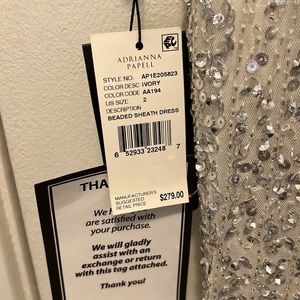 ADRIANNA
PAPELL
STYLE NO. AP1E205823
COLOR DESC IVORY
COLOR CODE AA194
US SIZE 2
DESCRIPTION
BEADED SHEATH DRESS
6 52933 23248 7
MANUFACTURER'S
SUGGESTED
RETAIL PRICE
$279.00
THA
We h
are satisfied with
your purchase.
We will gladly
assist with an
exchange or return
with this tag attached.
Thank you!